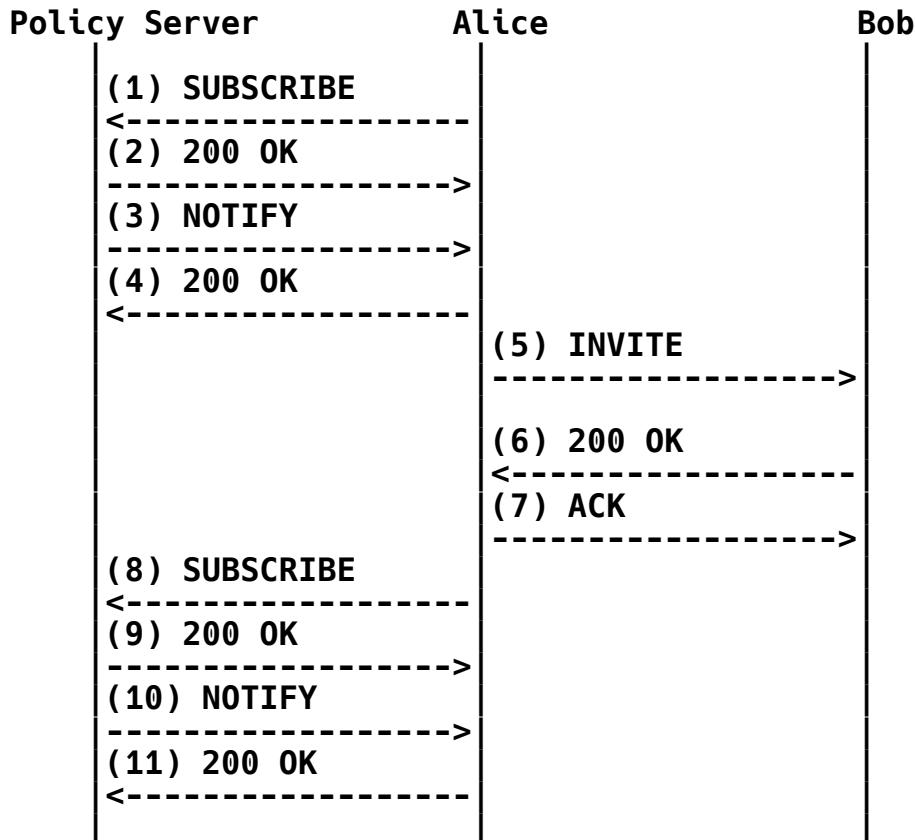 Policy Server Alice Bob
(1) SUBSCRIBE
<------------------
(2) 200 OK
------------------>
(3) NOTIFY
------------------>
(4) 200 OK
<------------------
(5) INVITE
------------------>
(6) 200 OK
<------------------
(7) ACK
------------------>
(8) SUBSCRIBE
<------------------
(9) 200 OK
------------------>
(10) NOTIFY
------------------>
(11) 200 OK
<------------------